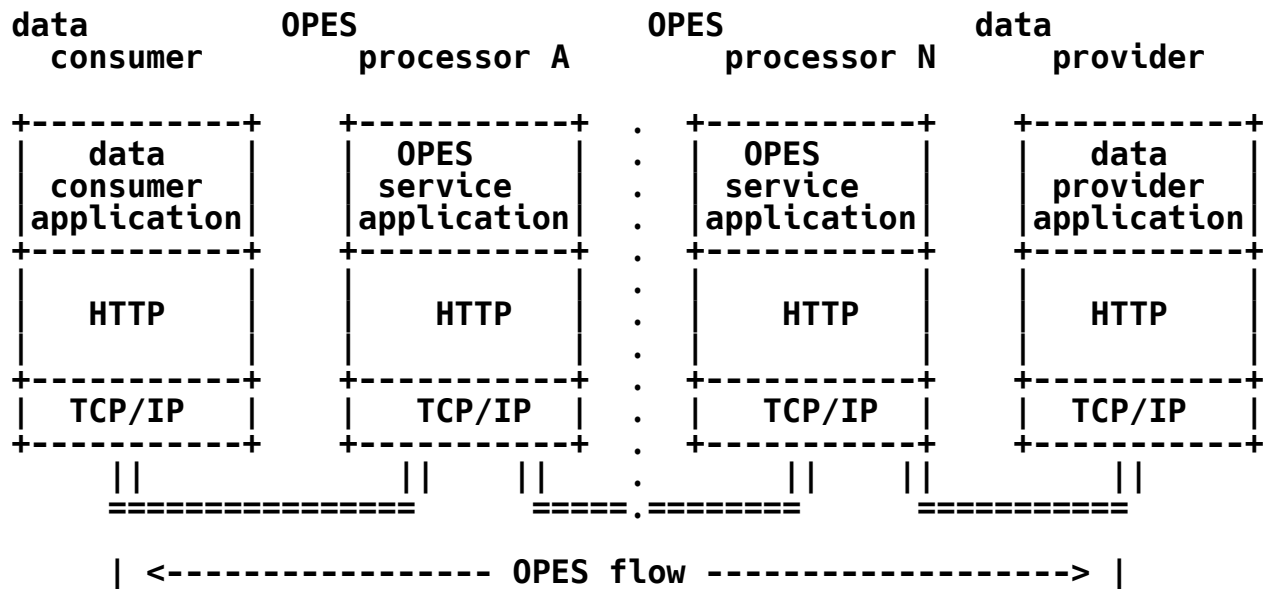 data          OPES               OPES             data
  consumer        processor A        processor N      provider
+-----------+    +-----------+  .  +-----------+    +-----------+
|   data    |    |  OPES     |  .  |  OPES     |    |   data    |
| consumer  |    | service   |  .  | service   |    | provider  |
|application|    |application|  .  |application|    |application|
+-----------+    +-----------+  .  +-----------+    +-----------+
|           |    |           |  .  |           |    |           |
|   HTTP    |    |    HTTP   |  .  |    HTTP   |    |   HTTP    |
|           |    |           |  .  |           |    |           |
+-----------+    +-----------+  .  +-----------+    +-----------+
|  TCP/IP   |    |   TCP/IP  |  .  |   TCP/IP  |    |  TCP/IP   |
+-----------+    +-----------+  .  +-----------+    +-----------+
     ||             ||    ||    .       ||    ||         ||
     ================      =====.========      ===========
     | <----------------- OPES flow -------------------> |